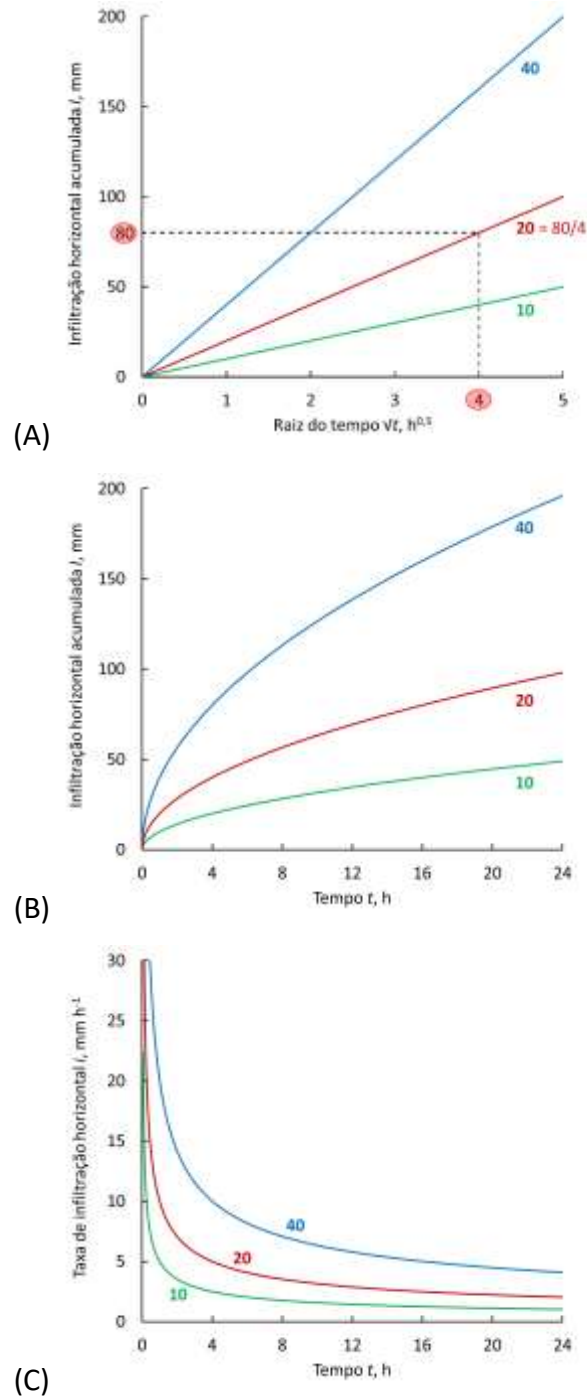 200
150
100
50
0
Infiltração horizontal acumulada I, mm
80
40
20 = 80/4
10
0 1 2 3 4 5
Raiz do tempo √t, h^0,5
(A)
200
150
100
50
0
Infiltração horizontal acumulada I, mm
40
20
10
0 4 8 12 16 20 24
Tempo t, h
(B)
30
25
20
15
10
5
0
Taxa de infiltração horizontal i, mm h⁻¹
40
20
10
0 4 8 12 16 20 24
Tempo t, h
(C)